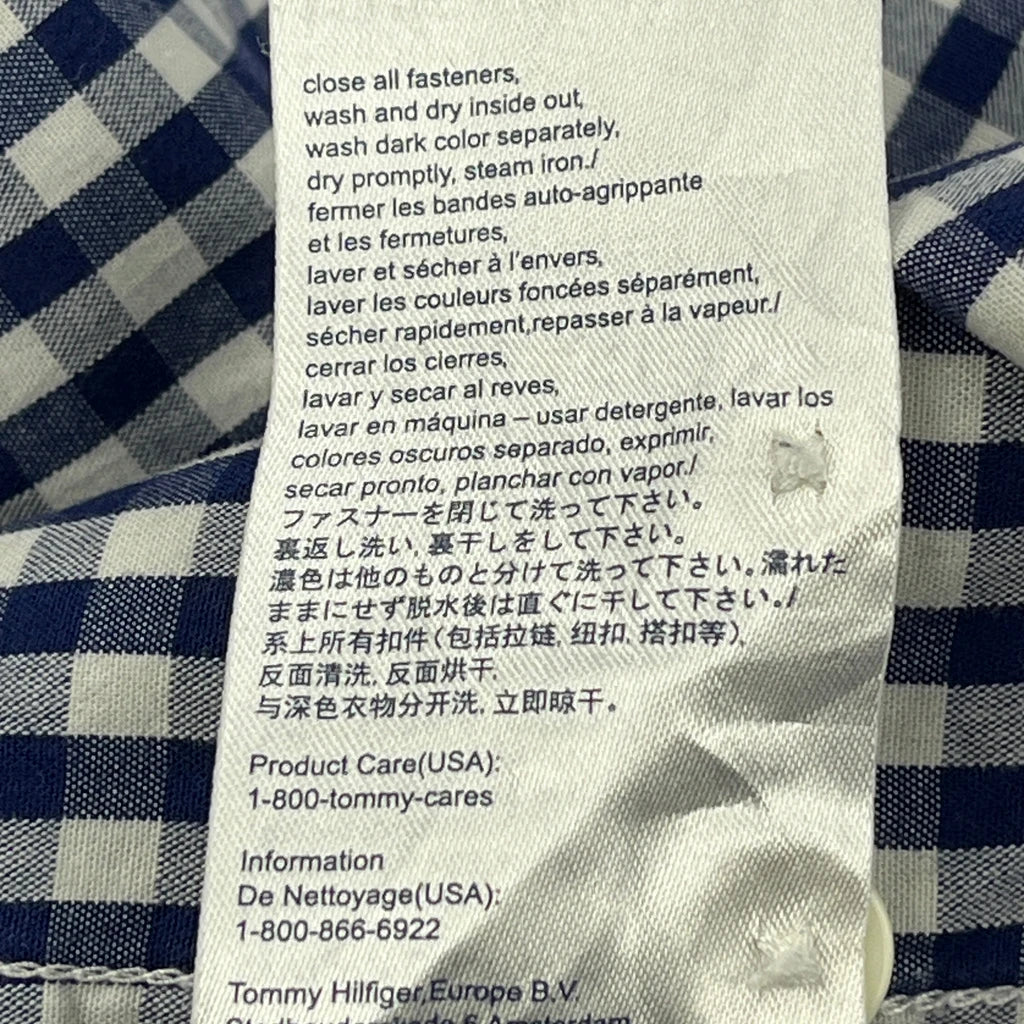 close all fasteners,
wash and dry inside out,
wash dark color separately,
dry promptly, steam iron./
fermer les bandes auto-agrippante
et les fermetures,
laver et sécher à l'envers,
laver les couleurs foncées séparément,
sécher rapidement,repasser à la vapeur./
cerrar los cierres,
lavar y secar al reves,
lavar en máquina – usar detergente, lavar los
colores oscuros separado, exprimir,
secar pronto, planchar con vapor./
ファスナーを閉じて洗って下さい。
裏返し洗い, 裏干しをして下さい。
濃色は他のものと分けて洗って下さい。濡れた
ままにせず脱水後は直ぐに干して下さい。/
系上所有扣件(包括拉链, 纽扣, 搭扣等),
反面清洗, 反面烘干,
与深色衣物分开洗, 立即晾干。
Product Care(USA):
1-800-tommy-cares
Information
De Nettoyage(USA):
1-800-866-6922
Tommy Hilfiger,Europe B.V.
Stadhouderskade 6 Amsterdam